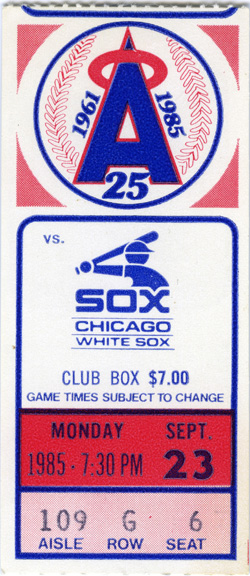 A
1961 1985
25
VS.
SOX
CHICAGO
WHITE SOX
CLUB BOX $7.00
GAME TIMES SUBJECT TO CHANGE
MONDAY SEPT.
1985 - 7:30 PM 23
109 G 6
AISLE ROW SEAT